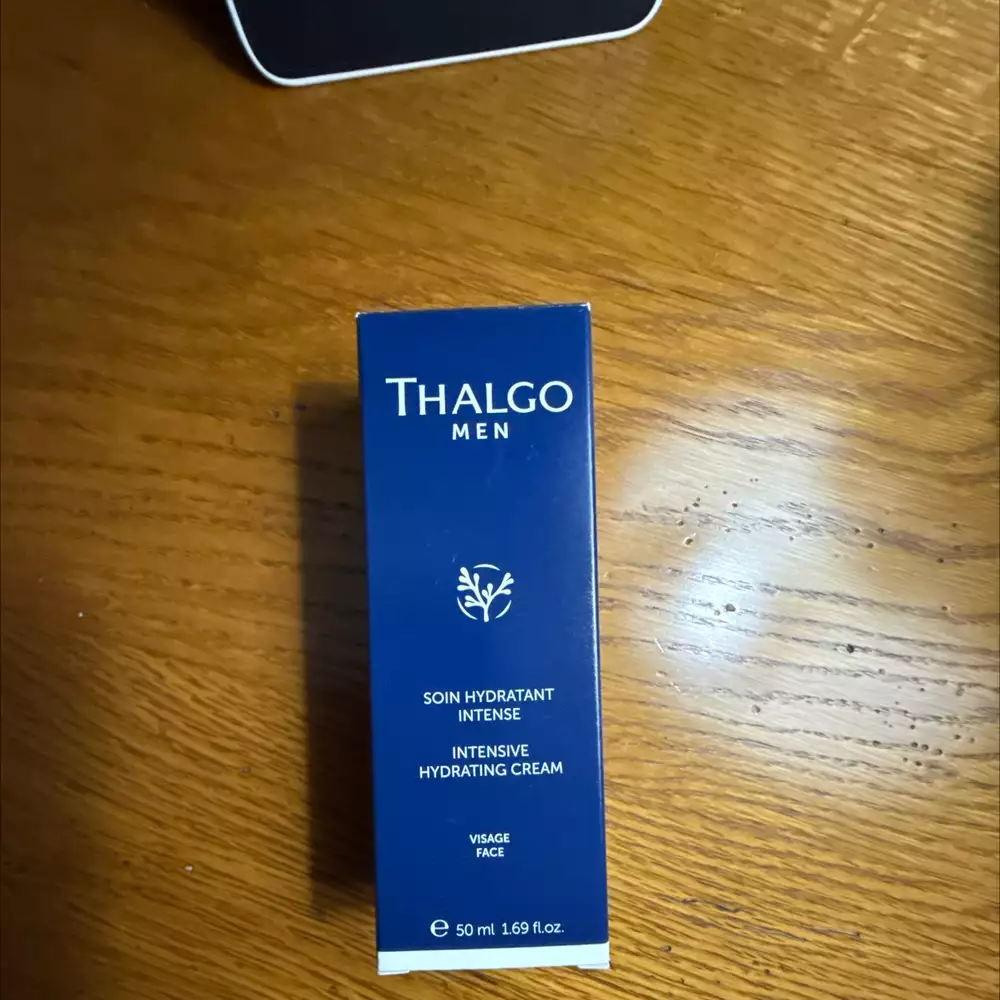 THALGO
MEN
SOIN HYDRATANT
INTENSE
INTENSIVE
HYDRATING CREAM
VISAGE
FACE
℮ 50 ml 1.69 fl.oz.